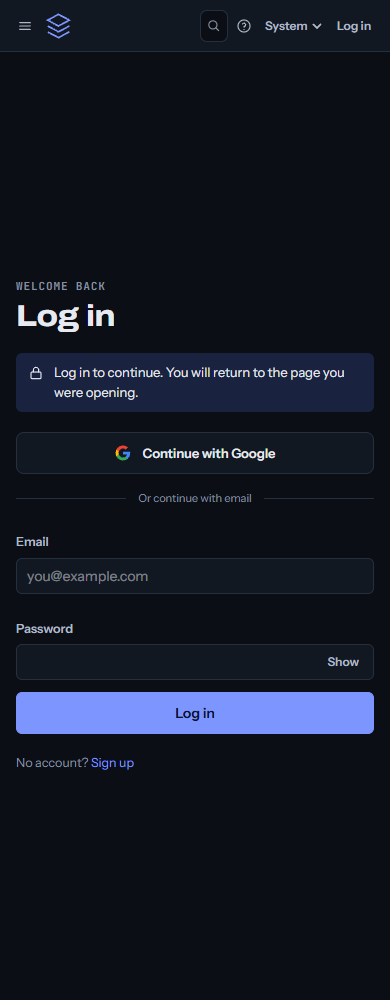 System
Log in
WELCOME BACK
Log in
Log in to continue. You will return to the page you
were opening.
Continue with Google
Or continue with email
Email
you@example.com
Password
Show
Log in
No account? Sign up